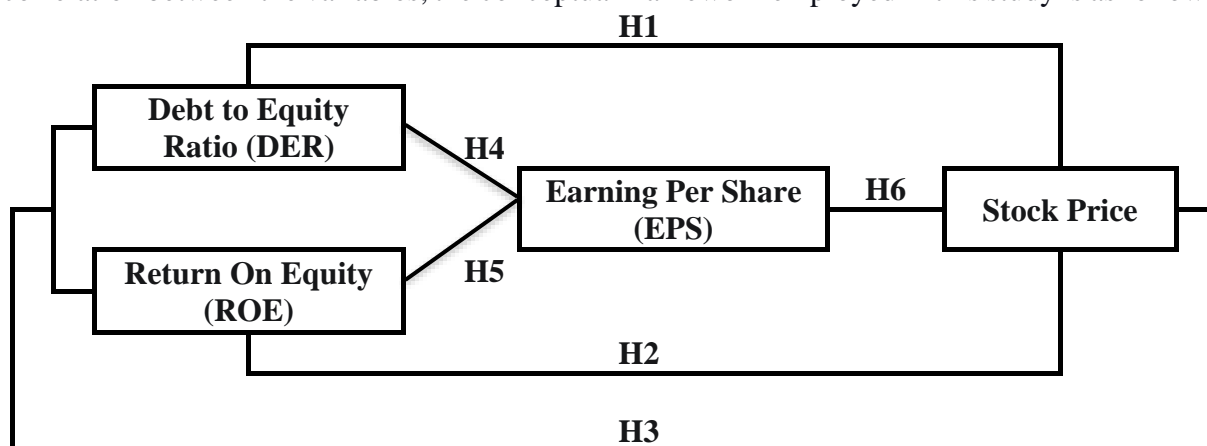 H1
Debt to Equity
Ratio (DER)
H4
Earning Per Share
(EPS)
H6
Stock Price
Return On Equity
(ROE)
H5
H2
H3